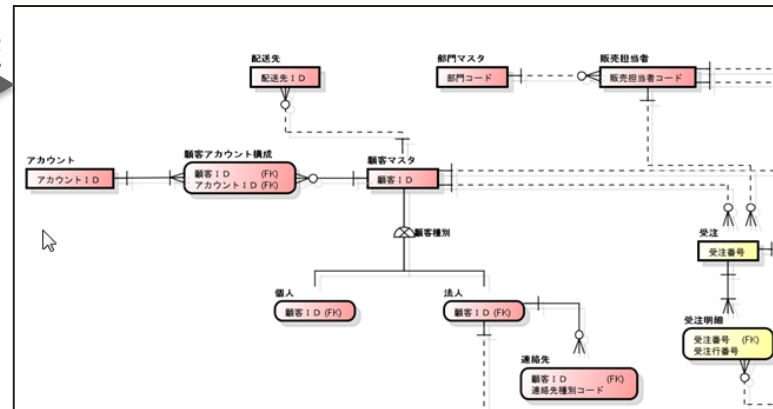 配送先
配送先ID
部門マスタ
部門コード
販売担当者
販売担当者コード
アカウント
アカウントID
顧客アカウント構成
顧客ID (FK)
アカウントID (FK)
顧客マスタ
顧客ID
顧客種別
受注
受注番号
個人
顧客ID (FK)
法人
顧客ID (FK)
連絡先
顧客ID (FK)
連絡先種別コード
受注明細
受注番号 (FK)
受注行番号